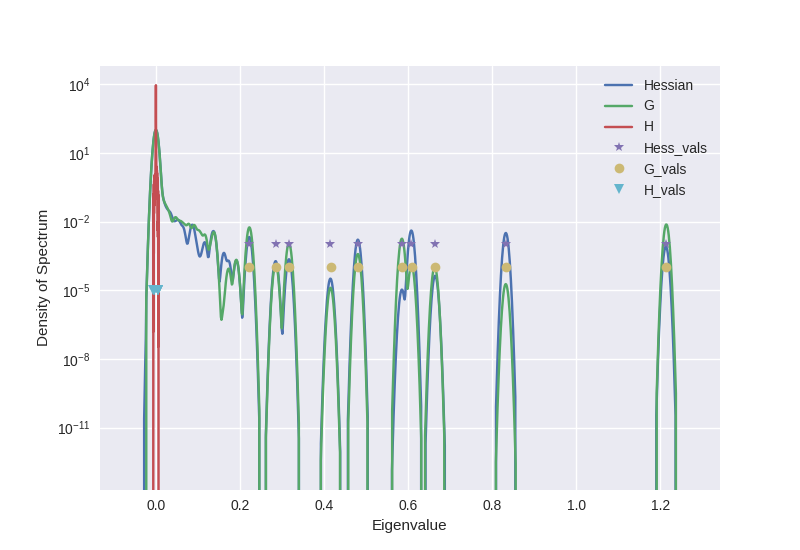 Density of Spectrum
10^4
10^1
10^-2
10^-5
10^-8
10^-11
Hessian
G
H
Hess_vals
G_vals
H_vals
0.0 0.2 0.4 0.6 0.8 1.0 1.2
Eigenvalue